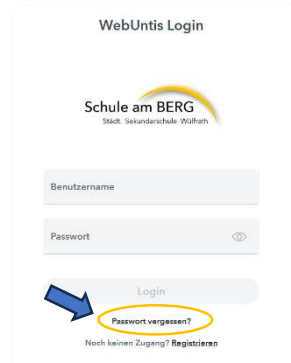 WebUntis Login
Schule am BERG
Städt. Sekundarschule Wülfrath
Benutzername
Passwort
Login
Passwort vergessen?
Noch keinen Zugang? Registrieren